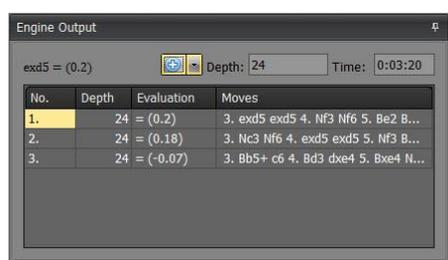 Engine Output
exd5 = (0.2) Depth: 24 Time: 0:03:20
No. Depth Evaluation Moves
1. 24 = (0.2) 3. exd5 exd5 4. Nf3 Nf6 5. Be2 B...
2. 24 = (0.18) 3. Nc3 Nf6 4. exd5 exd5 5. Nf3 B...
3. 24 = (-0.07) 3. Bb5+ c6 4. Bd3 dxe4 5. Bxe4 N...